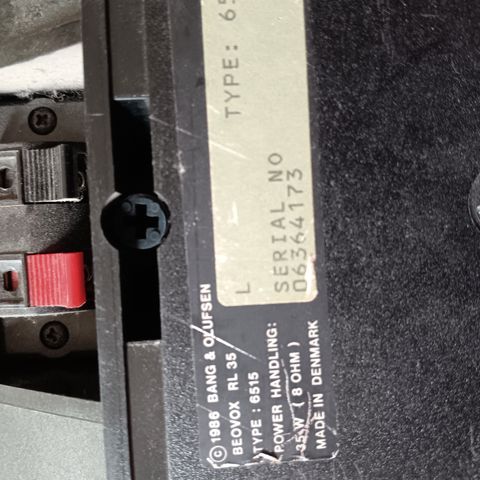 TYPE: 65
L
SERIAL NO
06364173
© 1986 BANG & OLUFSEN
BEOVOX RL 35
TYPE : 6515
POWER HANDLING:
35 W ( 8 OHM )
MADE IN DENMARK